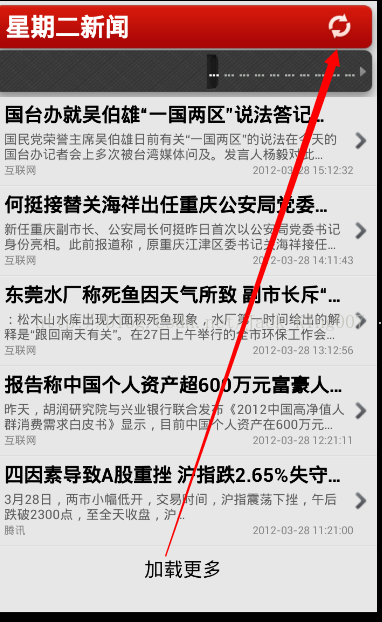 星期二新闻
国台办就吴伯雄“一国两区”说法答记...
国民党荣誉主席吴伯雄日前有关“一国两区”的说法在今天的
国台办记者会上多次被台湾媒体问及。发言人杨毅对此...
互联网 2012-03-28 15:12:32
何挺接替关海祥出任重庆公安局党委...
新任重庆副市长、公安局长何挺昨日首次以公安局党委书记
身份亮相。此前报道称，原重庆江津区委书记关海祥接任...
互联网 2012-03-28 14:11:43
东莞水厂称死鱼因天气所致 副市长斥“...
：松木山水库出现大面积死鱼现象，水厂第一时间给出的解
释是“跟回南天有关”。在27日上午举行的全市环保工作会...
互联网 2012-03-28 13:12:56
报告称中国个人资产超600万元富豪人...
昨天，胡润研究院与兴业银行联合发布《2012中国高净值人
群消费需求白皮书》显示，目前中国个人资产在600万元...
互联网 2012-03-28 12:21:11
四因素导致A股重挫 沪指跌2.65%失守...
3月28日，两市小幅低开，交易时间，沪指震荡下挫，午后
跌破2300点，至全天收盘，沪...
腾讯 2012-03-28 11:21:00
加载更多